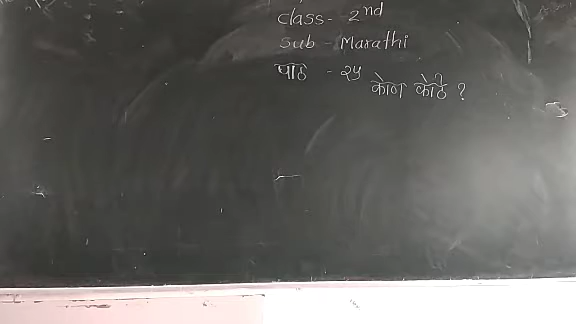 Class - 2nd
Sub - Marathi
पाठ - २५
कोण कोठे ?